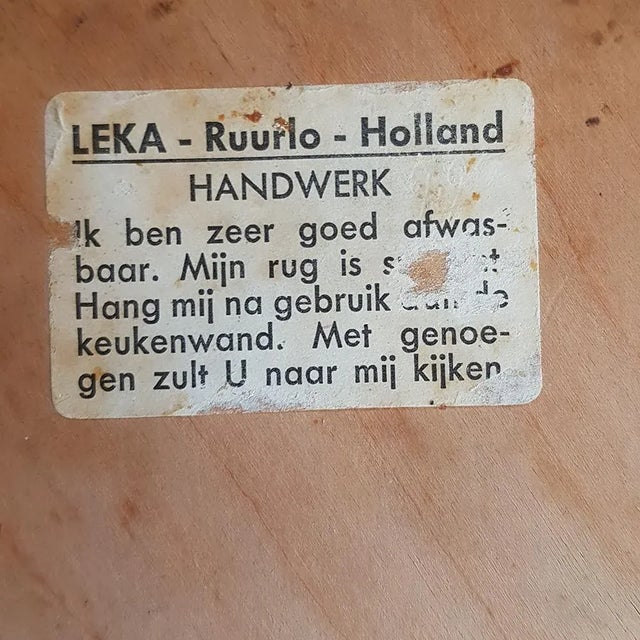 LEKA - Ruurlo - Holland
HANDWERK
Ik ben zeer goed afwas-
baar. Mijn rug is
Hang mij na gebruik aan de
keukenwand. Met genoe-
gen zult U naar mij kijken